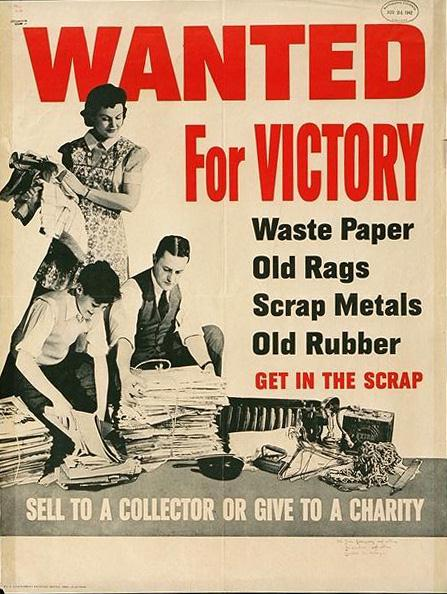 WANTED
For VICTORY
Waste Paper
Old Rags
Scrap Metals
Old Rubber
GET IN THE SCRAP
SELL TO A COLLECTOR OR GIVE TO A CHARITY